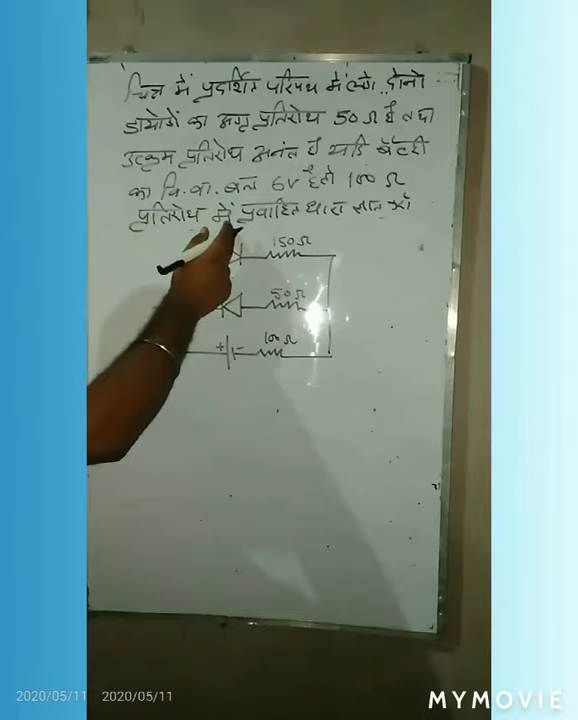 चित्र में प्रदर्शित परिपथ में लगे दोनो
डायोडों का अग्र प्रतिरोध 50 Ω है तथा
उत्क्रम प्रतिरोध अनंत है यदि बैटरी
का वि. वा. बल 6V है तो 100 Ω
प्रतिरोध में प्रवाहित धारा ज्ञात करो
150 Ω
50 Ω
+ - 100 Ω
2020/05/11 2020/05/11
MYMOVIE